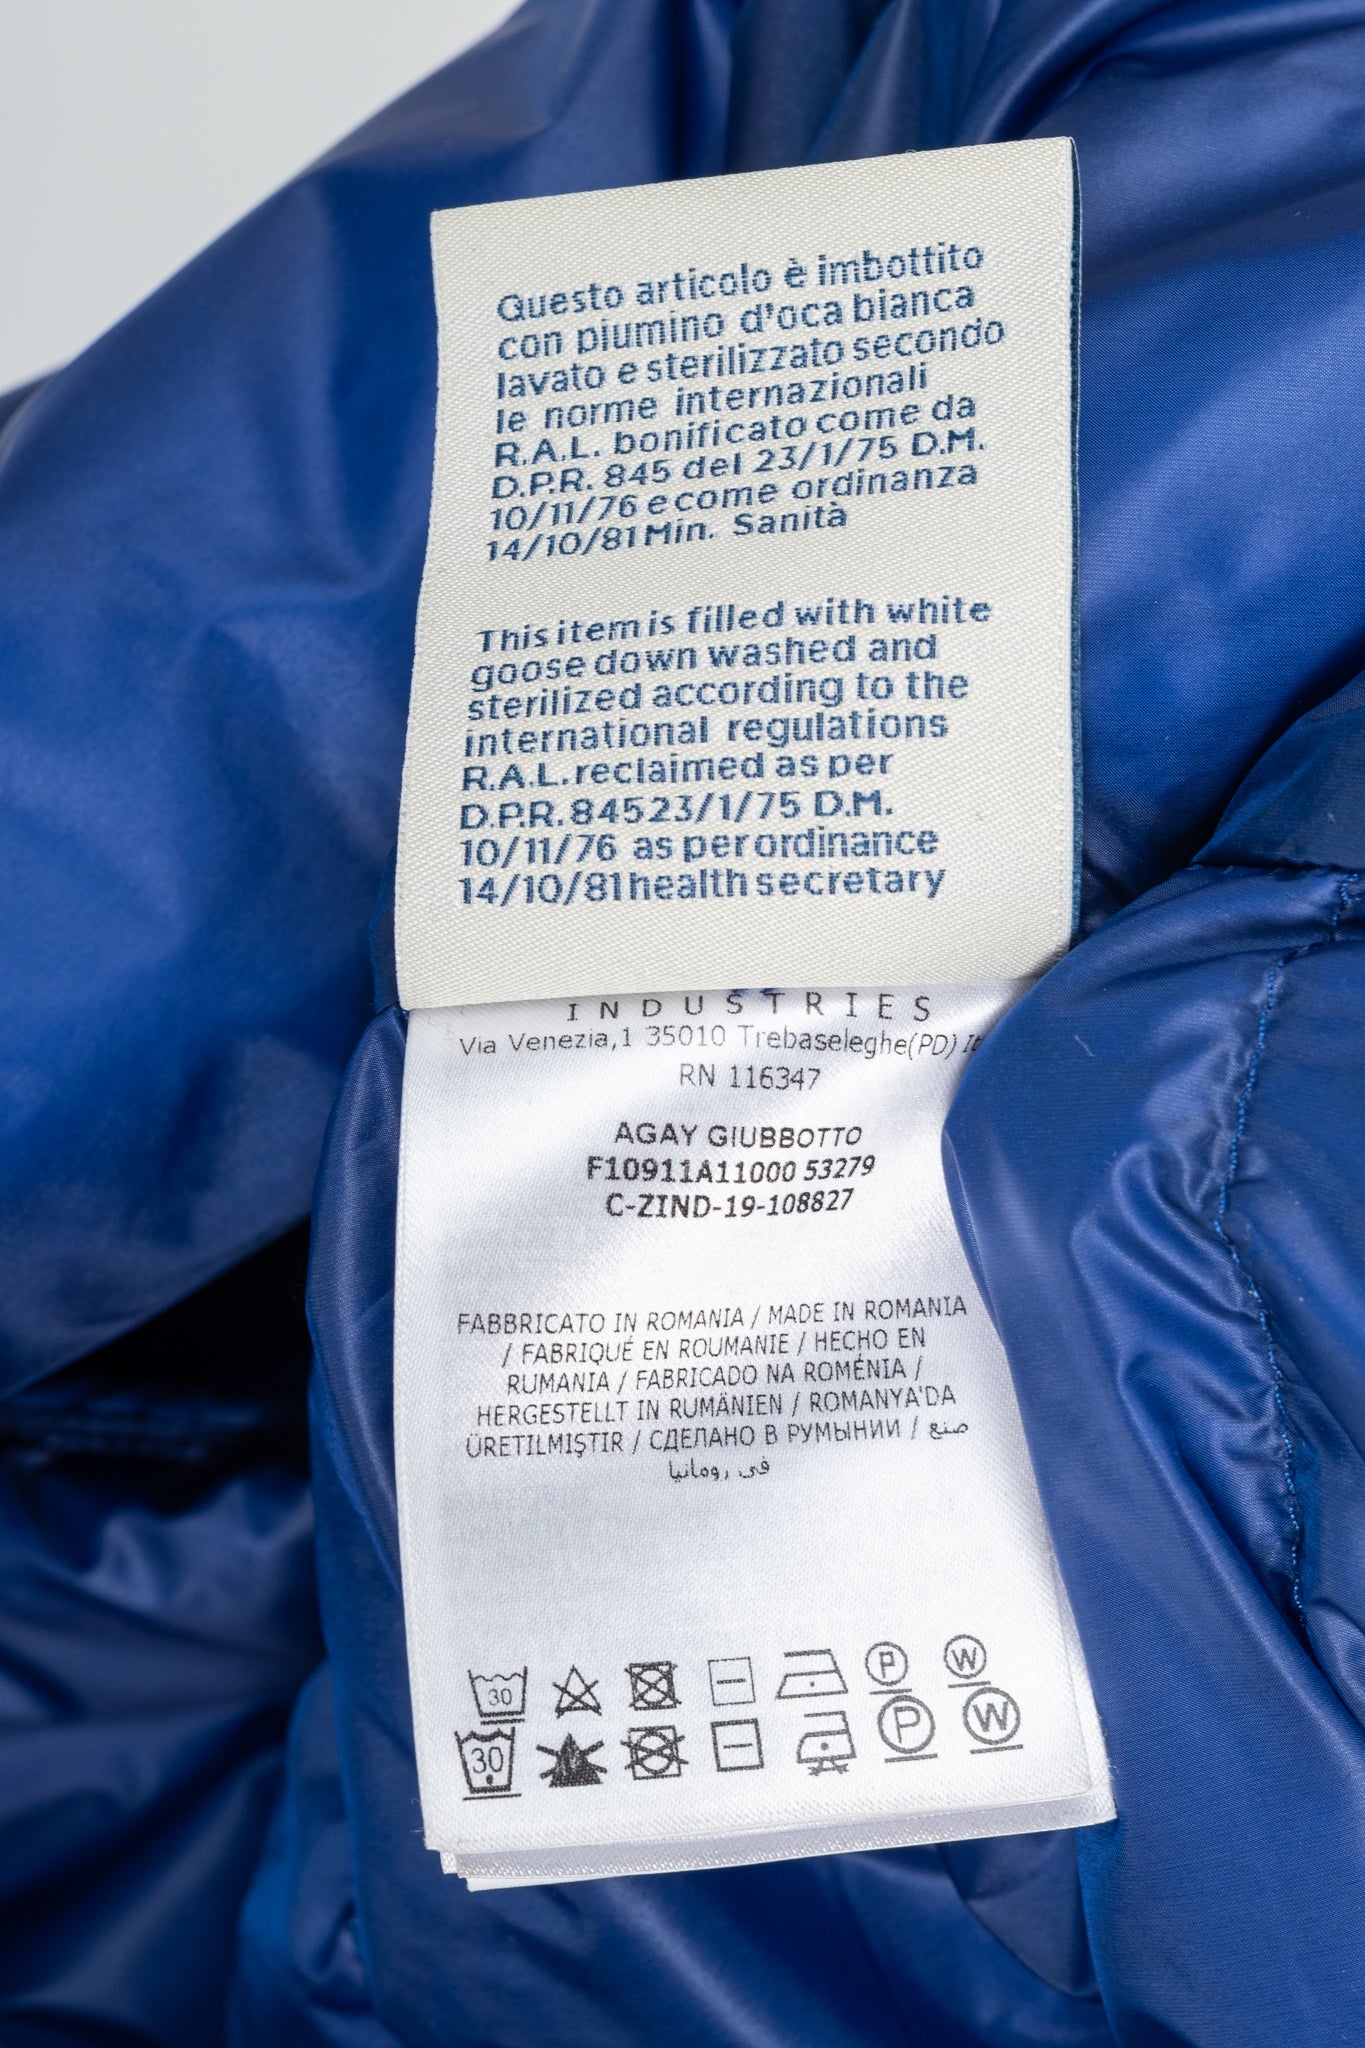 Questo articolo è imbottito
con piumino d'oca bianca
lavato e sterilizzato secondo
le norme internazionali
R.A.L. bonificato come da
D.P.R. 845 del 23/1/75 D.M.
10/11/76 e come ordinanza
14/10/81 Min. Sanità
This item is filled with white
goose down washed and
sterilized according to the
international regulations
R.A.L. reclaimed as per
D.P.R. 845 23/1/75 D.M.
10/11/76 as per ordinance
14/10/81 health secretary
INDUSTRIES
Via Venezia,1 35010 Trebaseleghe(PD)
RN 116347
AGAY GIUBBOTTO
F10911A11000 53279
C-ZIND-19-108827
FABBRICATO IN ROMANIA / MADE IN ROMANIA
/ FABRIQUÉ EN ROUMANIE / HECHO EN
RUMANIA / FABRICADO NA ROMÉNIA /
HERGESTELLT IN RUMÄNIEN / ROMANYA'DA
ÜRETILMIŞTIR / СДЕЛАНО В РУМЫНИИ / صنع
في رومانيا
30 P W
30 P W